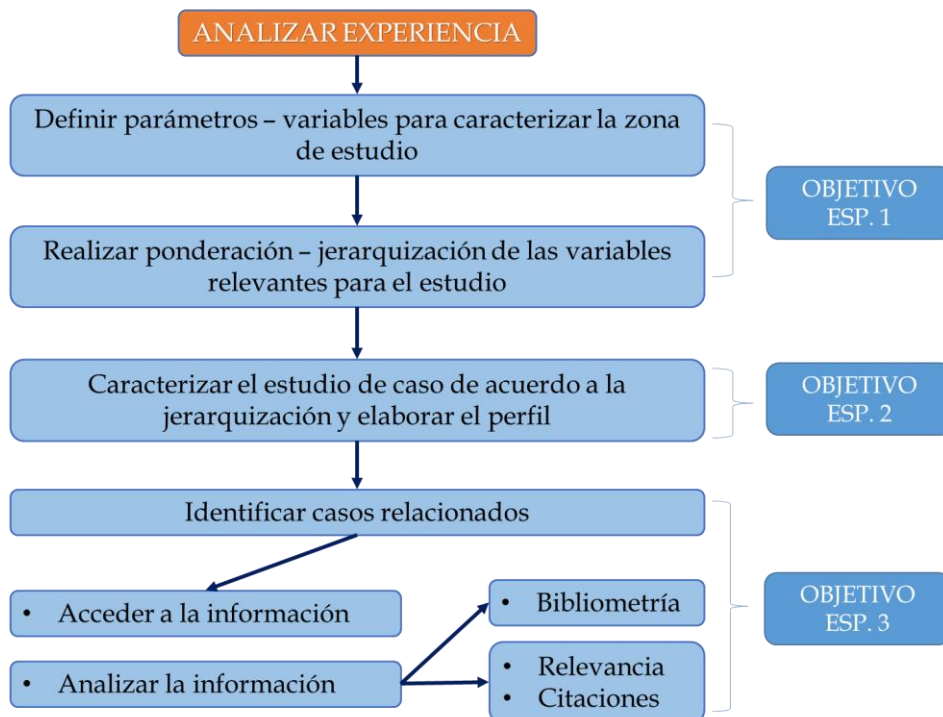 ANALIZAR EXPERIENCIA
Definir parámetros – variables para caracterizar la zona
de estudio
OBJETIVO
ESP. 1
Realizar ponderación – jerarquización de las variables
relevantes para el estudio
Caracterizar el estudio de caso de acuerdo a la
jerarquización y elaborar el perfil
OBJETIVO
ESP. 2
Identificar casos relacionados
• Acceder a la información
• Analizar la información
• Bibliometría
• Relevancia
• Citaciones
OBJETIVO
ESP. 3